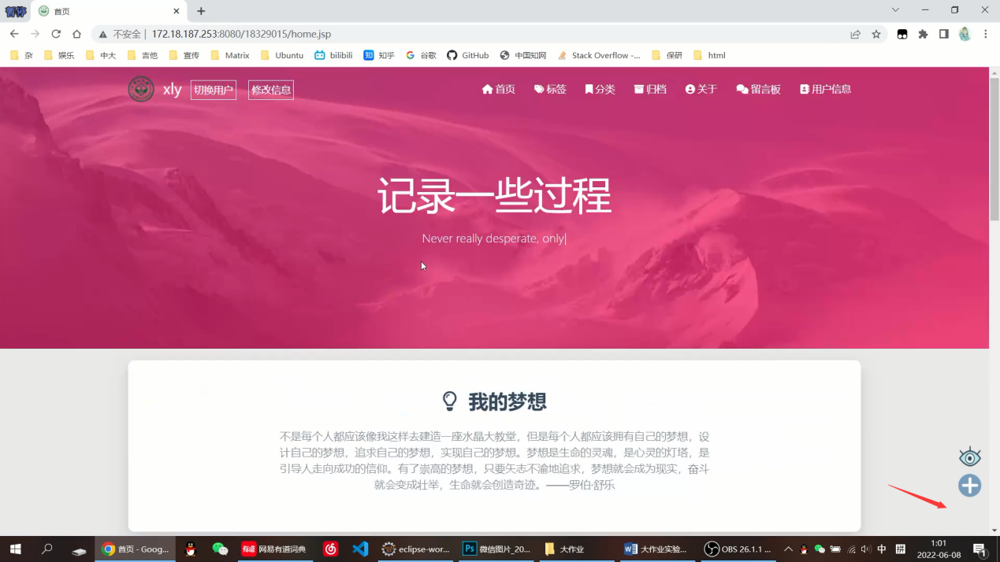 暂停
首页
不安全 | 172.18.187.253:8080/18329015/home.jsp
杂 娱乐 中大 吉他 宣传 Matrix Ubuntu bilibili 知 知乎 谷歌 GitHub 中国知网 Stack Overflow -... 保研 html
xly 切换用户 修改信息 首页 标签 分类 归档 关于 留言板 用户信息
记录一些过程
Never really desperate, only|
我的梦想
不是每个人都应该像我这样去建造一座水晶大教堂，但是每个人都应该拥有自己的梦想，设
计自己的梦想，追求自己的梦想，实现自己的梦想。梦想是生命的灵魂，是心灵的灯塔，是
引导人走向成功的信仰。有了崇高的梦想，只要矢志不渝地追求，梦想就会成为现实，奋斗
就会变成壮举，生命就会创造奇迹。——罗伯·舒乐
首页 - Goog... 有道 网易有道词典 eclipse-wor... Ps 微信图片_20... 大作业 大作业实验... OBS 26.1.1 ... 中 拼 1:01
2022-06-08 1